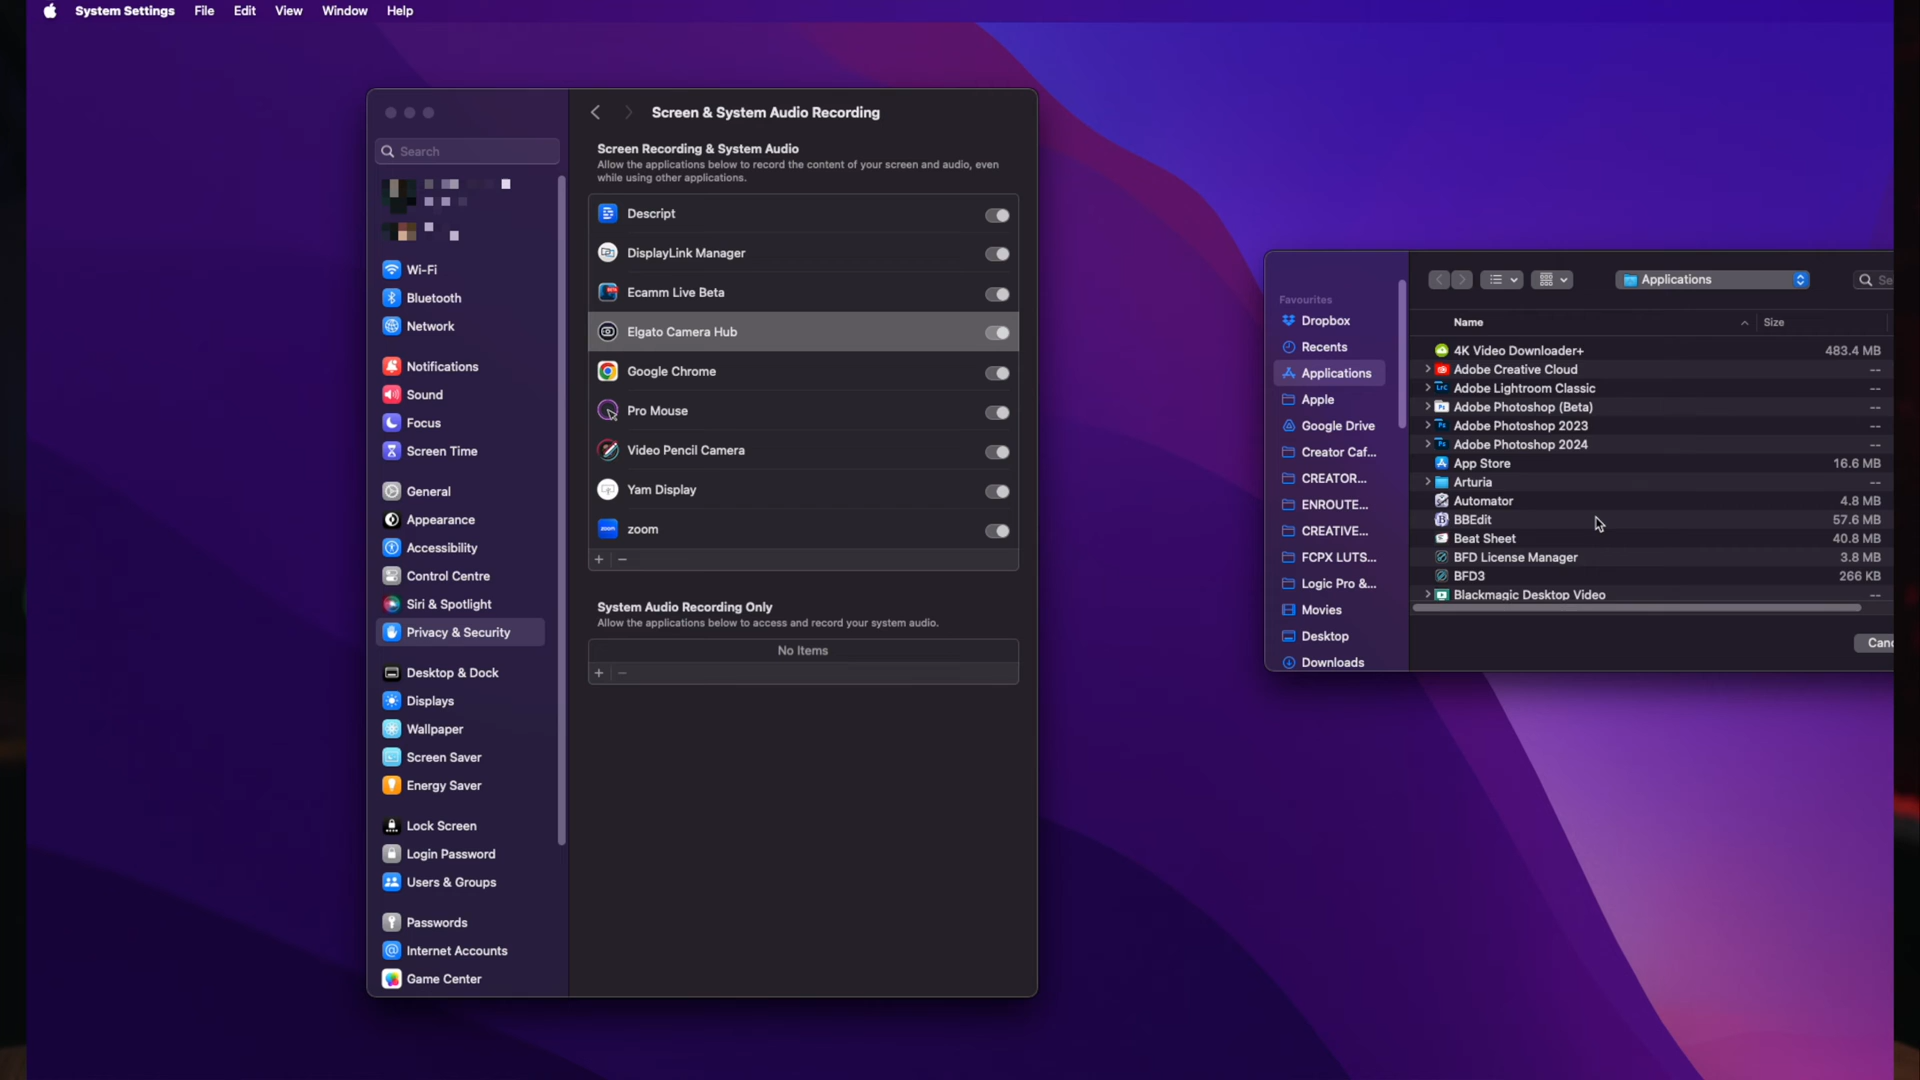 System Settings File Edit View Window Help
Search
Wi-Fi
Bluetooth
Network
Notifications
Sound
Focus
Screen Time
General
Appearance
Accessibility
Control Centre
Siri & Spotlight
Privacy & Security
Desktop & Dock
Displays
Wallpaper
Screen Saver
Energy Saver
Lock Screen
Login Password
Users & Groups
Passwords
Internet Accounts
Game Center
Screen & System Audio Recording
Screen Recording & System Audio
Allow the applications below to record the content of your screen and audio, even
while using other applications.
Descript
DisplayLink Manager
Ecamm Live Beta
Elgato Camera Hub
Google Chrome
Pro Mouse
Video Pencil Camera
Yam Display
zoom
System Audio Recording Only
Allow the applications below to access and record your system audio.
No Items
Favourites
Dropbox
Recents
Applications
Apple
Google Drive
Creator Caf...
CREATOR...
ENROUTE...
CREATIVE...
FCPX LUTS...
Logic Pro &...
Movies
Desktop
Downloads
Applications
Se
Name Size
4K Video Downloader+ 483.4 MB
Adobe Creative Cloud --
Adobe Lightroom Classic --
Adobe Photoshop (Beta) --
Adobe Photoshop 2023 --
Adobe Photoshop 2024 --
App Store 16.6 MB
Arturia --
Automator 4.8 MB
BBEdit 57.6 MB
Beat Sheet 40.8 MB
BFD License Manager 3.8 MB
BFD3 266 KB
Blackmagic Desktop Video --
Canc